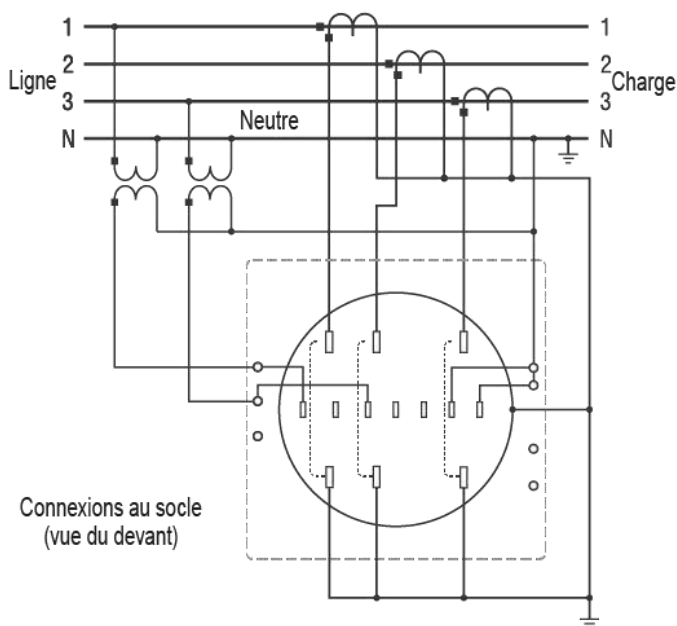 1 1
Ligne 2 2 Charge
3 3
Neutre
N N
Connexions au socle
(vue du devant)